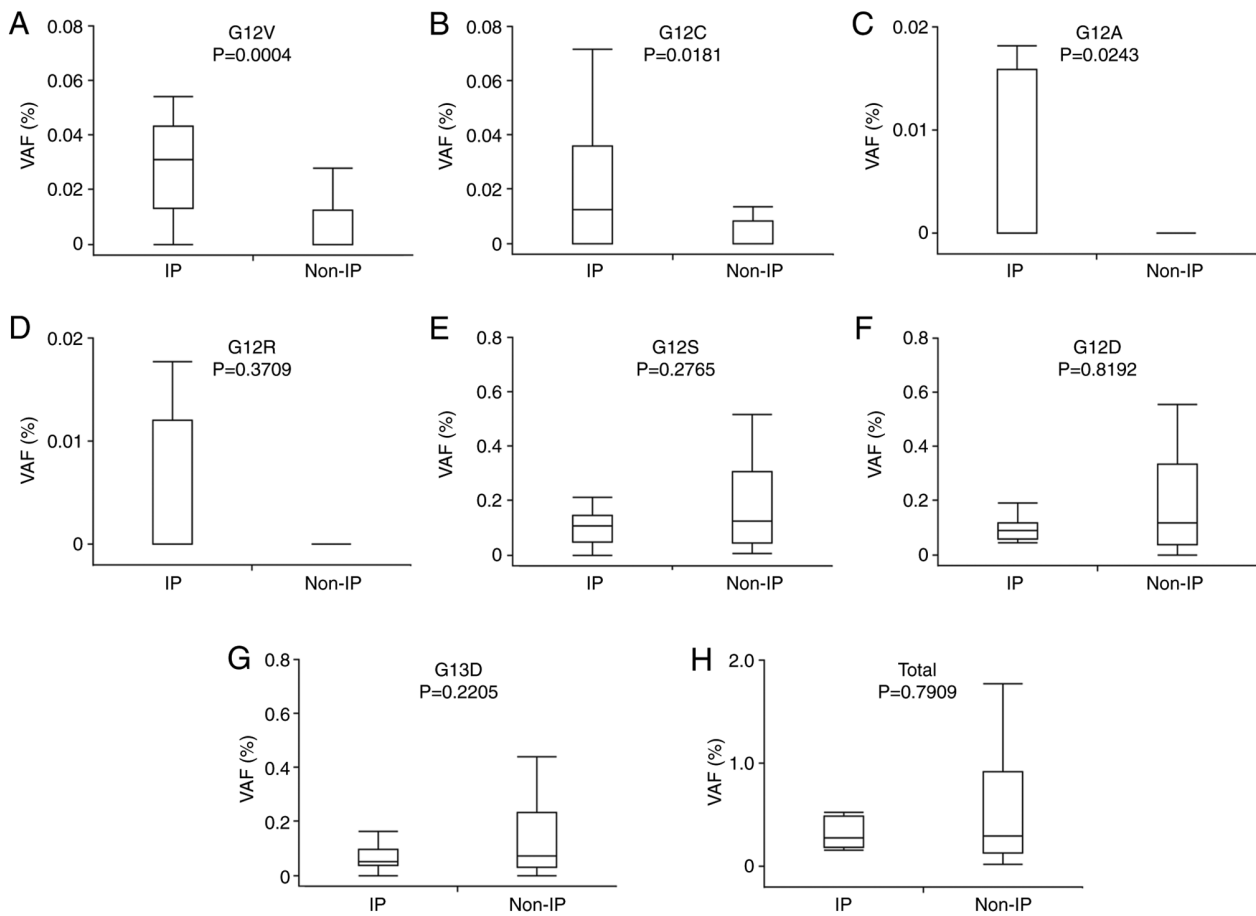 A
G12V
P=0.0004
0.08
0.06
0.04
0.02
0
VAF (%)
IP
Non-IP
B
G12C
P=0.0181
0.08
0.06
0.04
0.02
0
VAF (%)
IP
Non-IP
C
G12A
P=0.0243
0.02
0.01
0
VAF (%)
IP
Non-IP
D
G12R
P=0.3709
0.02
0.01
0
VAF (%)
IP
Non-IP
E
G12S
P=0.2765
0.8
0.6
0.4
0.2
0
VAF (%)
IP
Non-IP
F
G12D
P=0.8192
0.8
0.6
0.4
0.2
0
VAF (%)
IP
Non-IP
G
G13D
P=0.2205
0.8
0.6
0.4
0.2
0
VAF (%)
IP
Non-IP
H
Total
P=0.7909
2.0
1.0
0
VAF (%)
IP
Non-IP